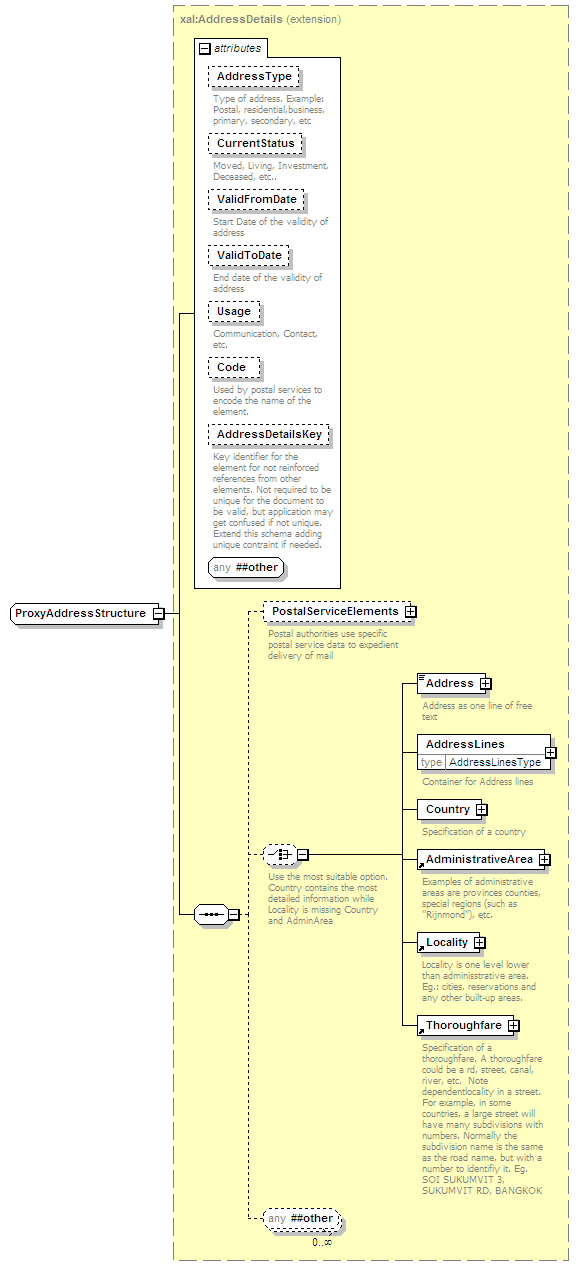 xal:AddressDetails (extension)
attributes
AddressType
Type of address. Example:
Postal, residential,business,
primary, secondary, etc
CurrentStatus
Moved, Living, Investment,
Deceased, etc..
ValidFromDate
Start Date of the validity of
address
ValidToDate
End date of the validity of
address
Usage
Communication, Contact,
etc.
Code
Used by postal services to
encode the name of the
element.
AddressDetailsKey
Key identifier for the
element for not reinforced
references from other
elements. Not required to be
unique for the document to
be valid, but application may
get confused if not unique.
Extend this schema adding
unique contraint if needed.
any ##other
ProxyAddressStructure
PostalServiceElements
Postal authorities use specific
postal service data to expedient
delivery of mail
Address
Address as one line of free
text
AddressLines
type AddressLinesType
Container for Address lines
Country
Specification of a country
Use the most suitable option.
Country contains the most
detailed information while
Locality is missing Country
and AdminArea
AdministrativeArea
Examples of administrative
areas are provinces counties,
special regions (such as
"Rijnmond"), etc.
Locality
Locality is one level lower
than adminisstrative area.
Eg.: cities, reservations and
any other built-up areas.
Thoroughfare
Specification of a
thoroughfare. A thoroughfare
could be a rd, street, canal,
river, etc.  Note
dependentlocality in a street.
For example, in some
countries, a large street will
have many subdivisions with
numbers. Normally the
subdivision name is the same
as the road name, but with a
number to identifiy it. Eg.
SOI SUKUMVIT 3,
SUKUMVIT RD, BANGKOK
any ##other
0..∞